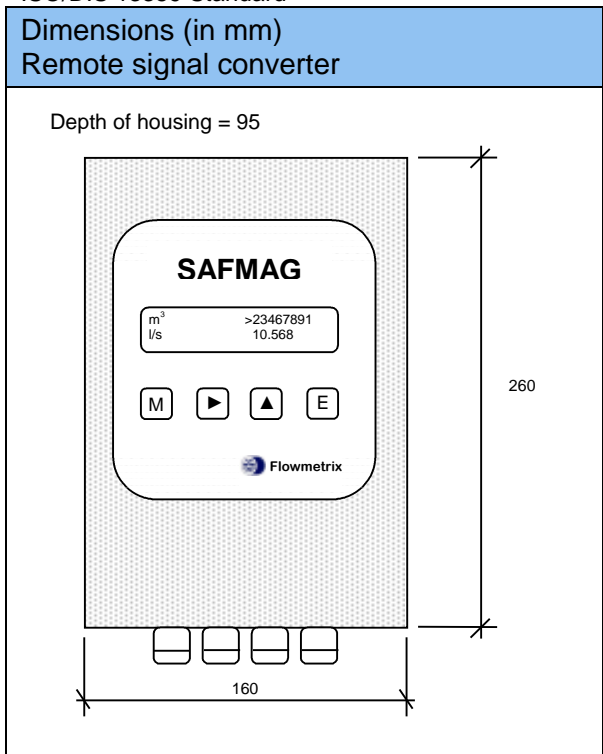 Dimensions (in mm)
Remote signal converter
Depth of housing = 95
SAFMAG
m³ >23467891
l/s 10.568
M ► ▲ E
Flowmetrix
260
160